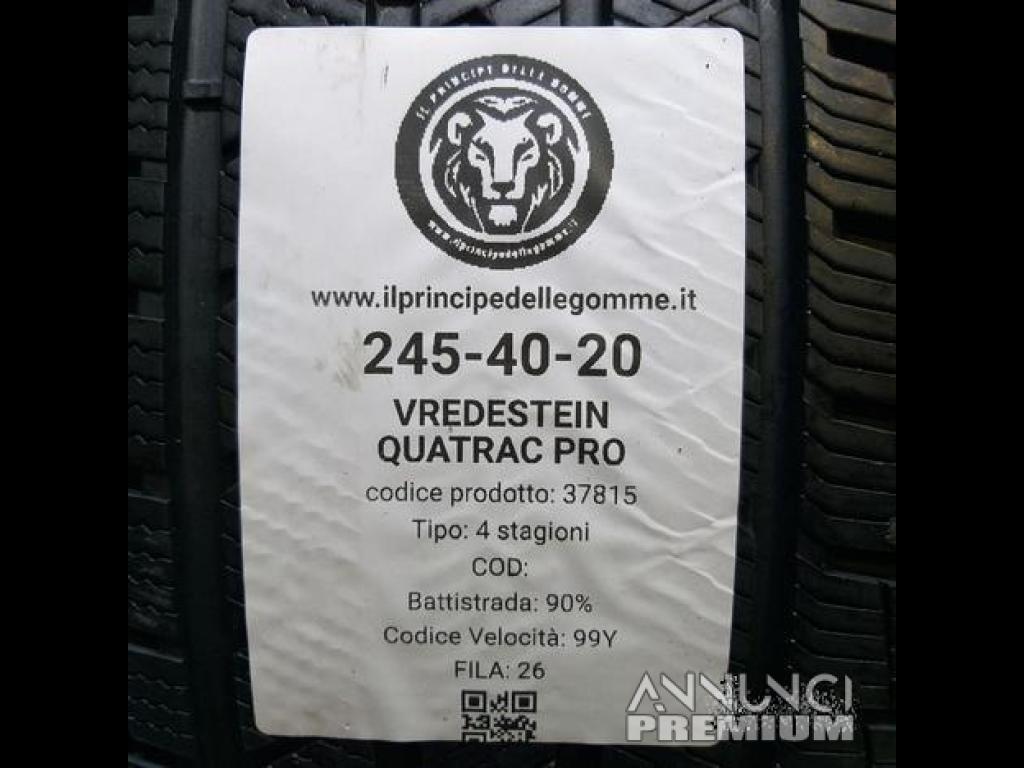 IL PRINCIPE DELLE GOMME
www.ilprincipedellegomme.it
www.ilprincipedellegomme.it
245-40-20
VREDESTEIN
QUATRAC PRO
codice prodotto: 37815
Tipo: 4 stagioni
COD:
Battistrada: 90%
Codice Velocità: 99Y
FILA: 26
ANNUNCI
PREMIUM